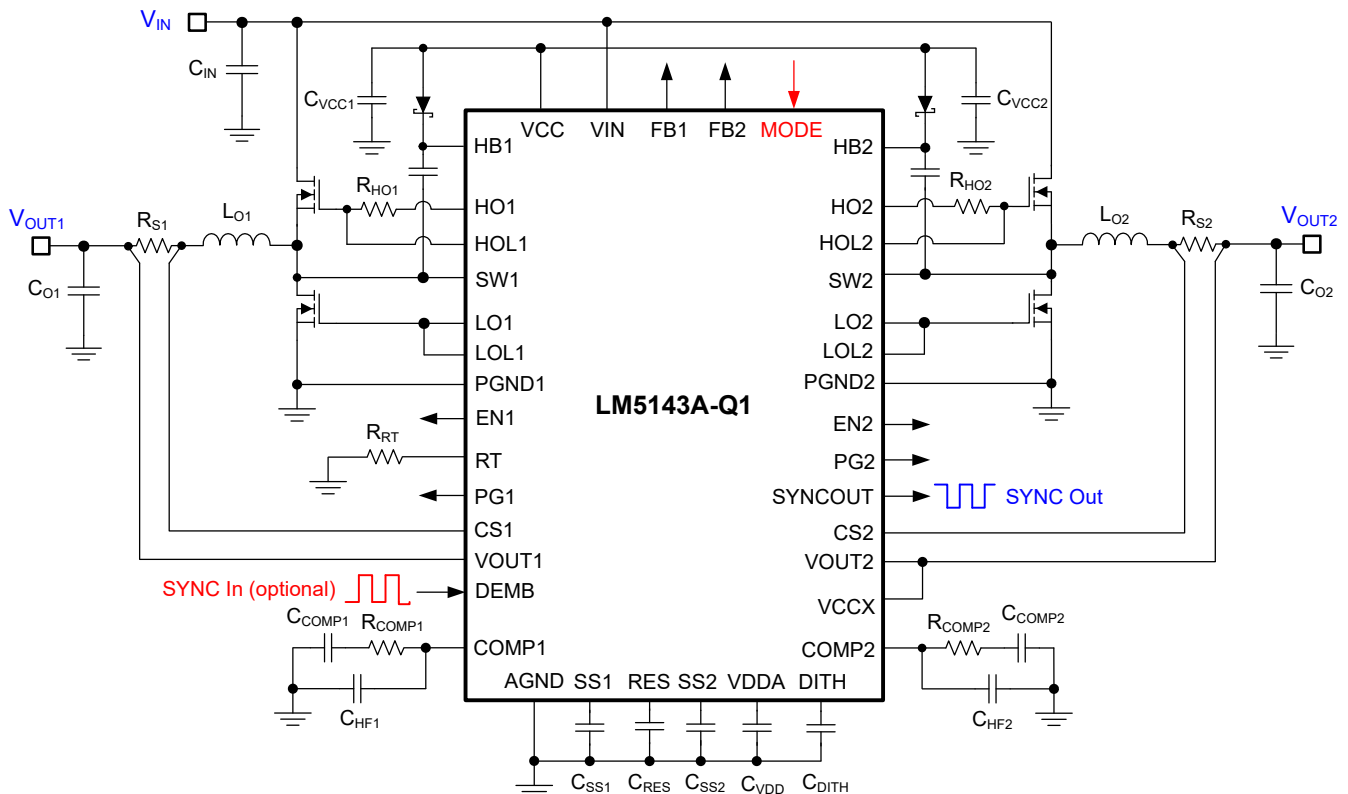 VIN
CIN
CVCC1
CVCC2
VCC VIN FB1 FB2 MODE
HB1
HB2
RHO1
HO1
HO2
RHO2
VOUT1
RS1
LO1
HOL1
HOL2
LO2
RS2
VOUT2
SW1
SW2
CO1
CO2
LO1
LO2
LOL1
LOL2
PGND1
PGND2
LM5143A-Q1
EN1
EN2
RRT
RT
PG2
PG1
SYNCOUT
SYNC Out
CS1
CS2
VOUT1
VOUT2
SYNC In (optional)
DEMB
VCCX
CCOMP1
RCOMP1
RCOMP2
CCOMP2
COMP1
COMP2
AGND SS1 RES SS2 VDDA DITH
CHF1
CHF2
CSS1 CRES CSS2 CVDD CDITH